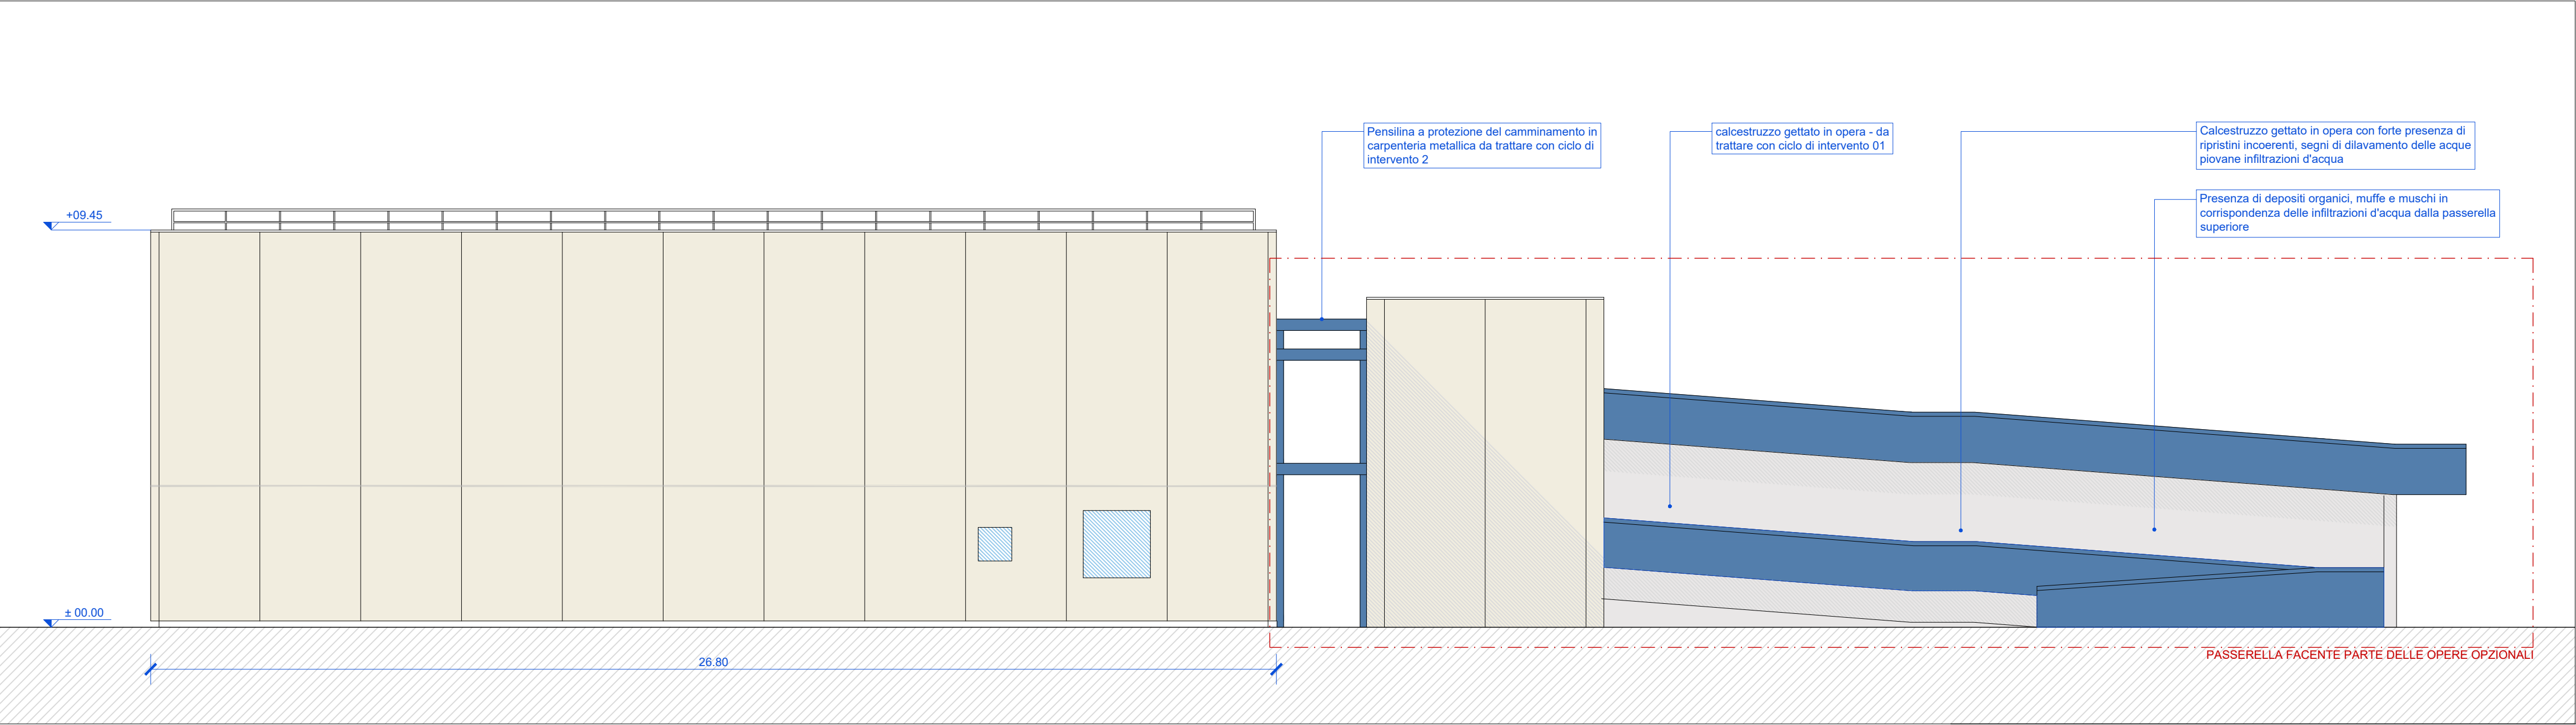 Pensilina a protezione del camminamento in
carpenteria metallica da trattare con ciclo di
intervento 2
calcestruzzo gettato in opera - da
trattare con ciclo di intervento 01
Calcestruzzo gettato in opera con forte presenza di
ripristini incoerenti, segni di dilavamento delle acque
piovane infiltrazioni d'acqua
Presenza di depositi organici, muffe e muschi in
corrispondenza delle infiltrazioni d'acqua dalla passerella
superiore
+09.45
± 00.00
26.80
PASSERELLA FACENTE PARTE DELLE OPERE OPZIONALI